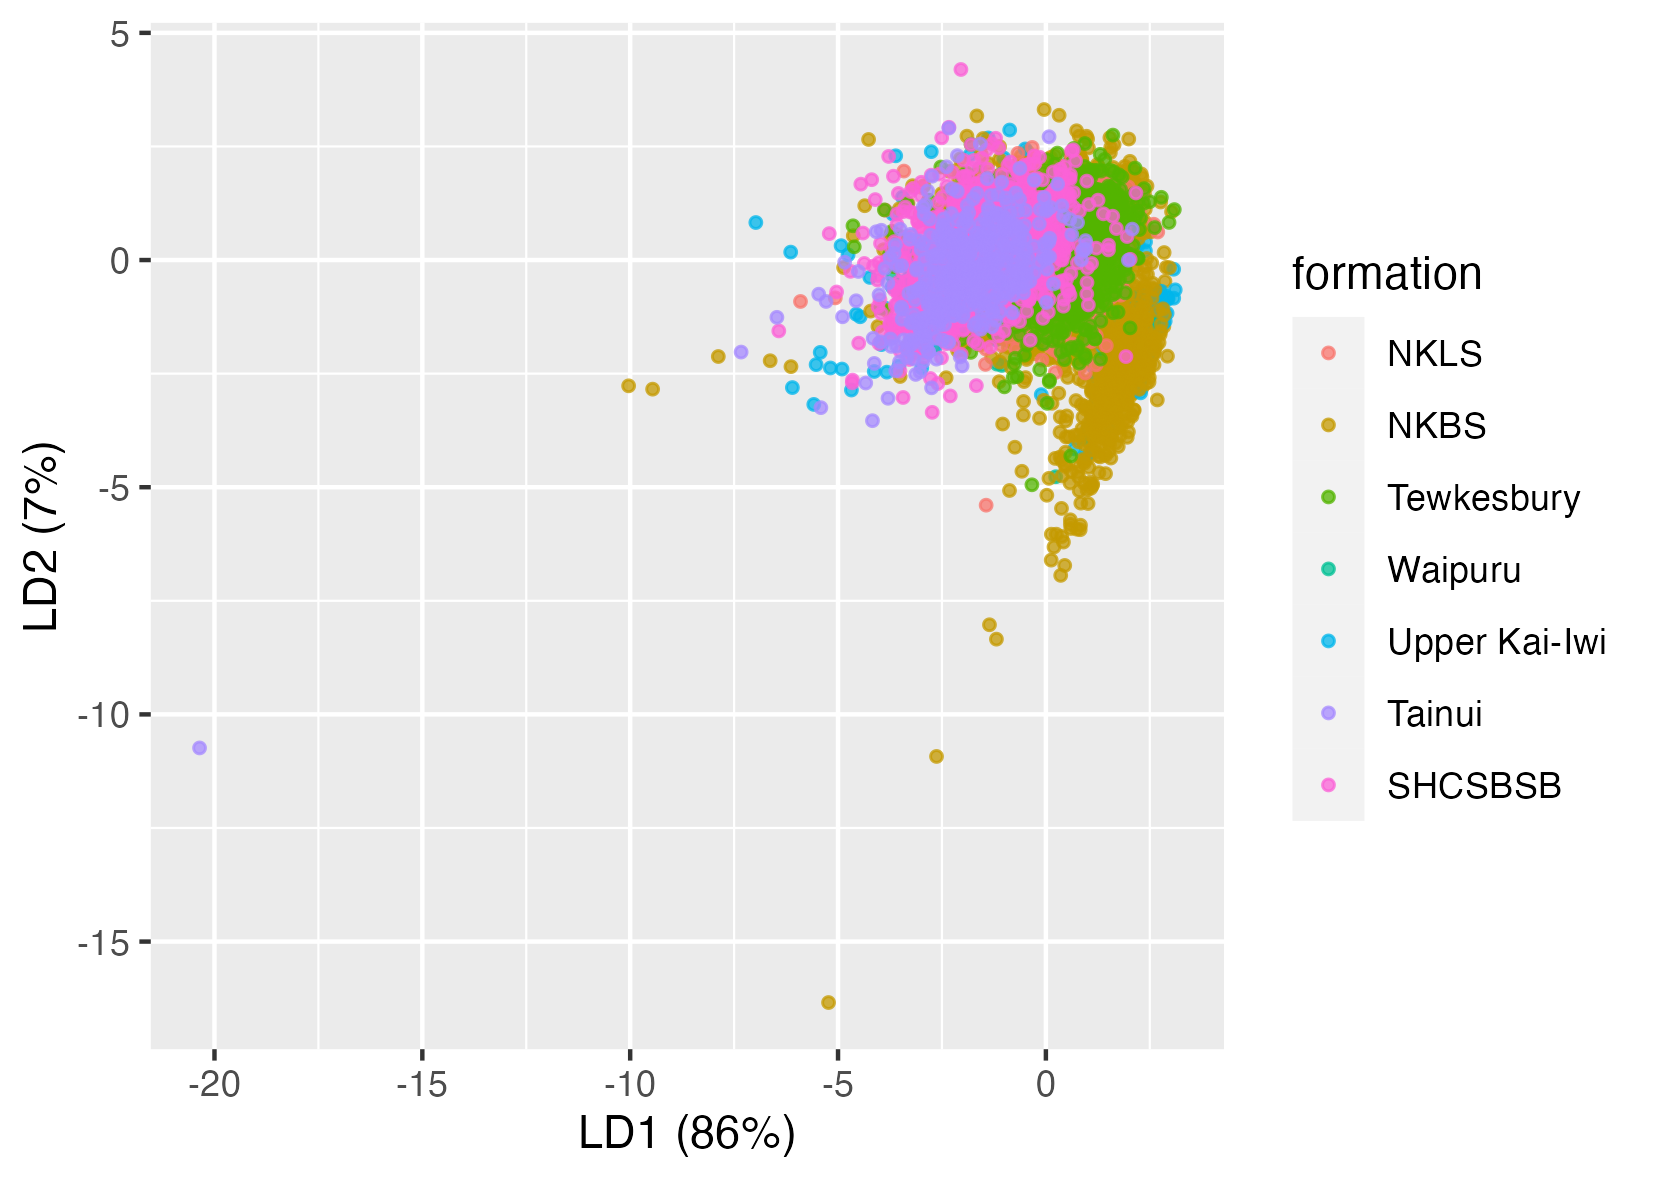 5
0
-5
-10
-15
LD2 (7%)
-20
-15
-10
-5
0
LD1 (86%)
formation
NKLS
NKBS
Tewkesbury
Waipuru
Upper Kai-Iwi
Tainui
SHCSBSB